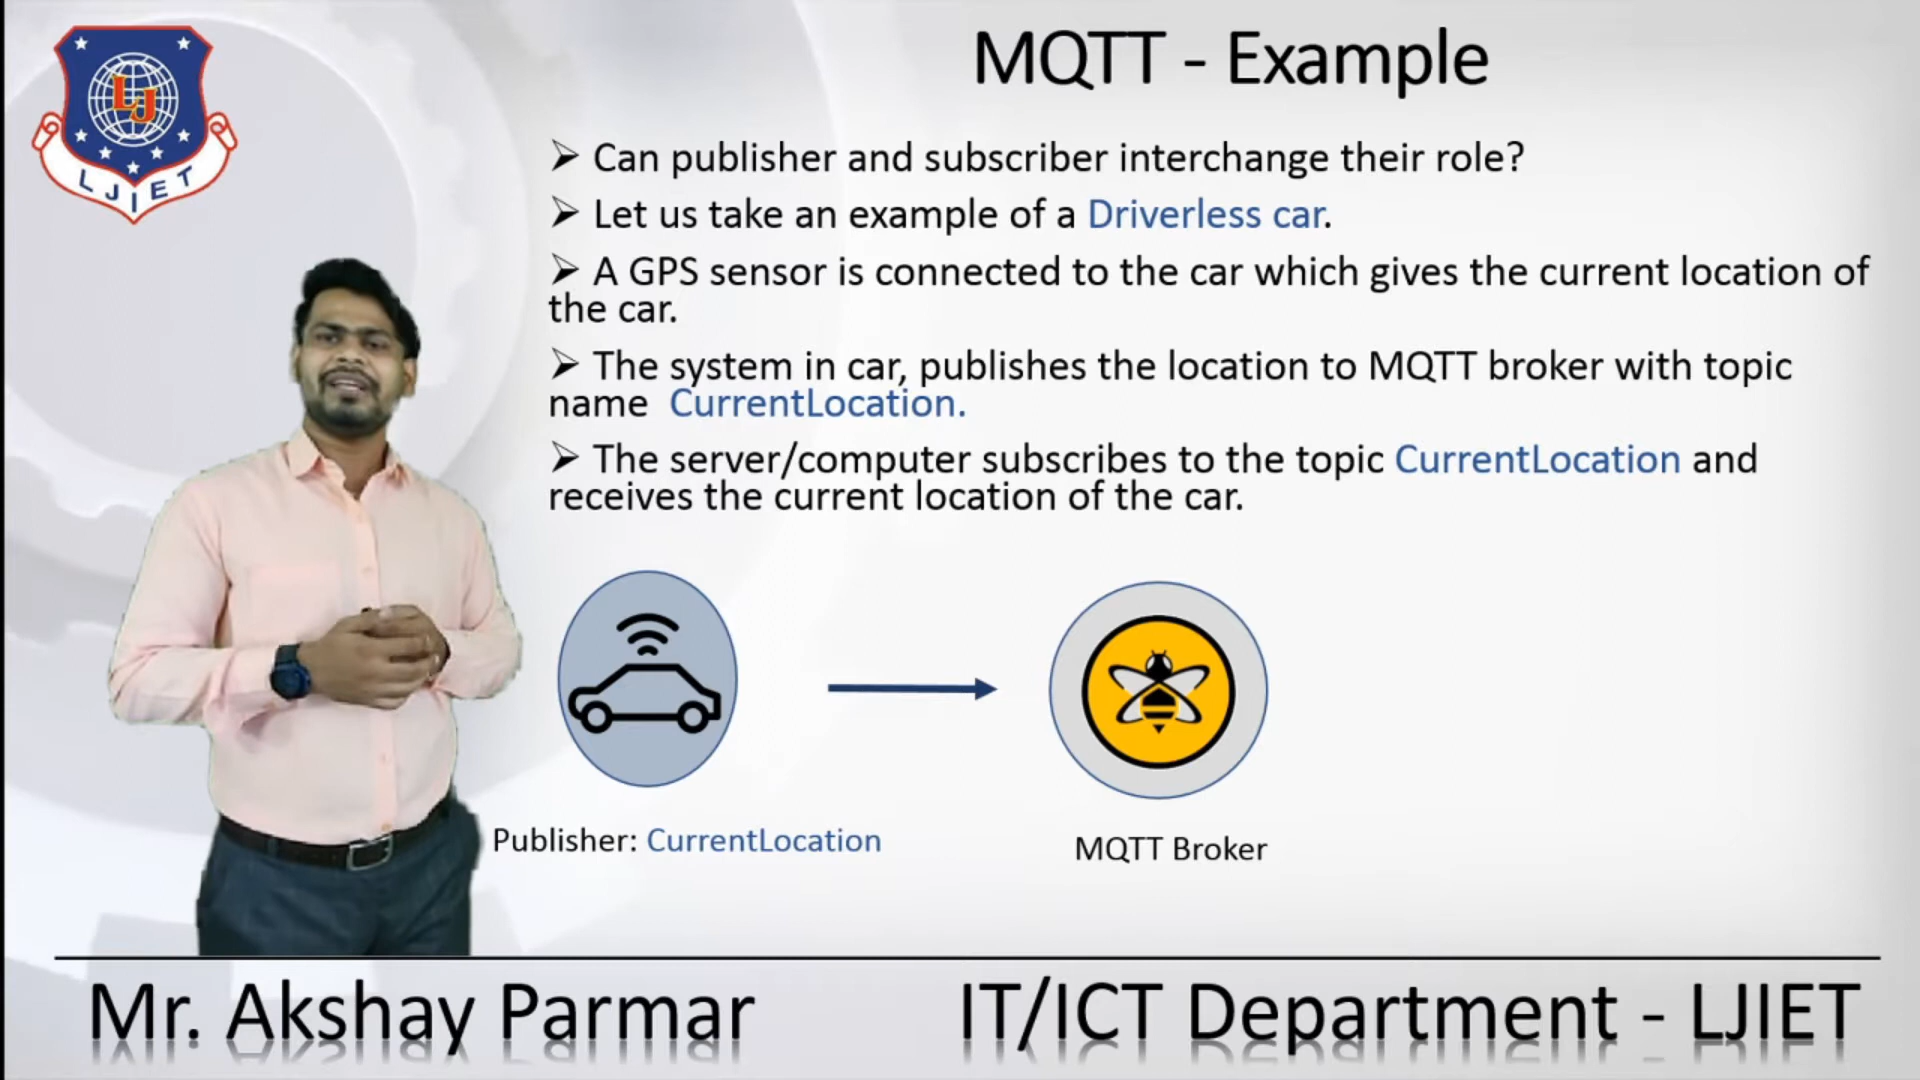 LJ
LJIET
MQTT - Example
➢ Can publisher and subscriber interchange their role?
➢ Let us take an example of a Driverless car.
➢ A GPS sensor is connected to the car which gives the current location of
the car.
➢ The system in car, publishes the location to MQTT broker with topic
name CurrentLocation.
➢ The server/computer subscribes to the topic CurrentLocation and
receives the current location of the car.
Publisher: CurrentLocation
MQTT Broker
Mr. Akshay Parmar
IT/ICT Department - LJIET